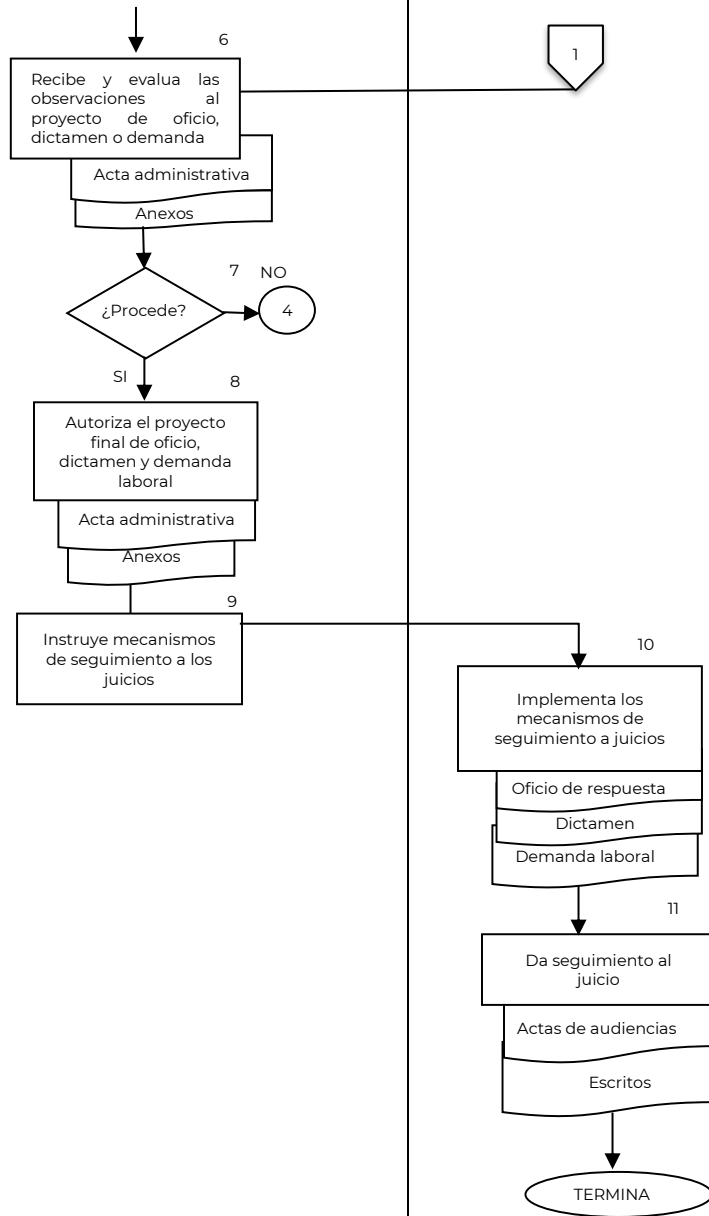 6
1
Recibe y evalua las
observaciones al
proyecto de oficio,
dictamen o demanda
Acta administrativa
Anexos
7 NO
¿Procede?
4
SI
8
Autoriza el proyecto
final de oficio,
dictamen y demanda
laboral
Acta administrativa
Anexos
9
Instruye mecanismos
de seguimiento a los
juicios
10
Implementa los
mecanismos de
seguimiento a juicios
Oficio de respuesta
Dictamen
Demanda laboral
11
Da seguimiento al
juicio
Actas de audiencias
Escritos
TERMINA